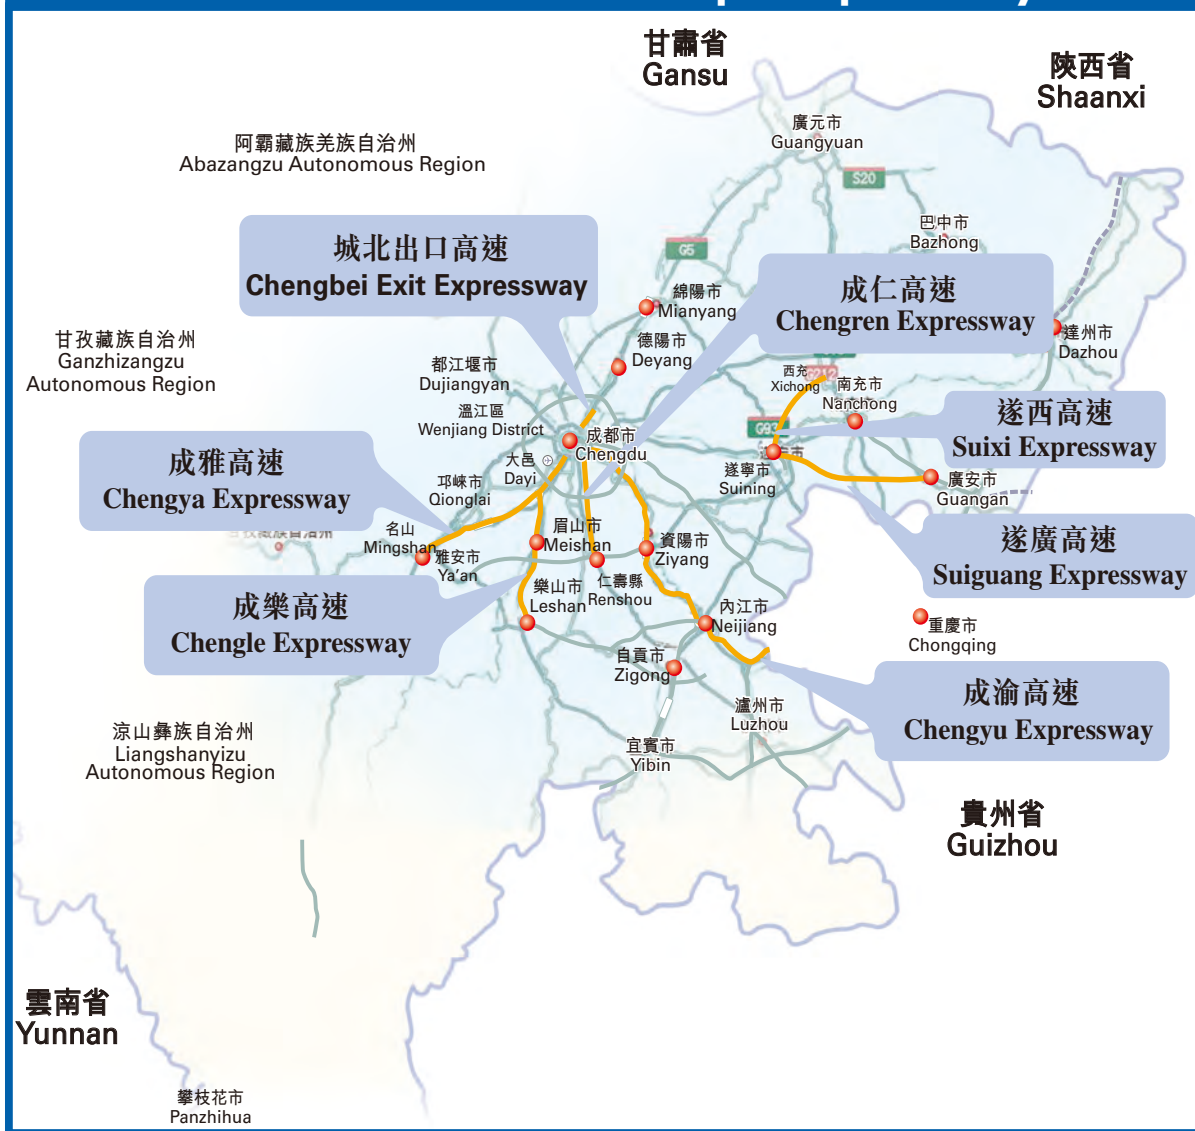 甘肅省
Gansu
陝西省
Shaanxi
廣元市
Guangyuan
阿霸藏族羌族自治州
Abazangzu Autonomous Region
S20
巴中市
Bazhong
城北出口高速
Chengbei Exit Expressway
G5
成仁高速
Chengren Expressway
綿陽市
Mianyang
甘孜藏族自治州
Ganzhizangzu
Autonomous Region
德陽市
Deyang
達州市
Dazhou
都江堰市
Dujiangyan
西充
Xichong
G212
南充市
Nanchong
溫江區
Wenjiang District
遂西高速
Suixi Expressway
G93
成都市
Chengdu
成雅高速
Chengya Expressway
大邑
Dayi
邛崍市
Qionglai
遂寧市
Suining
廣安市
Guangan
名山
Mingshan
眉山市
Meishan
資陽市
Ziyang
遂廣高速
Suiguang Expressway
雅安市
Ya'an
成樂高速
Chengle Expressway
樂山市
Leshan
仁壽縣
Renshou
內江市
Neijiang
重慶市
Chongqing
自貢市
Zigong
成渝高速
Chengyu Expressway
瀘州市
Luzhou
涼山彝族自治州
Liangshanyizu
Autonomous Region
宜賓市
Yibin
貴州省
Guizhou
雲南省
Yunnan
攀枝花市
Panzhihua